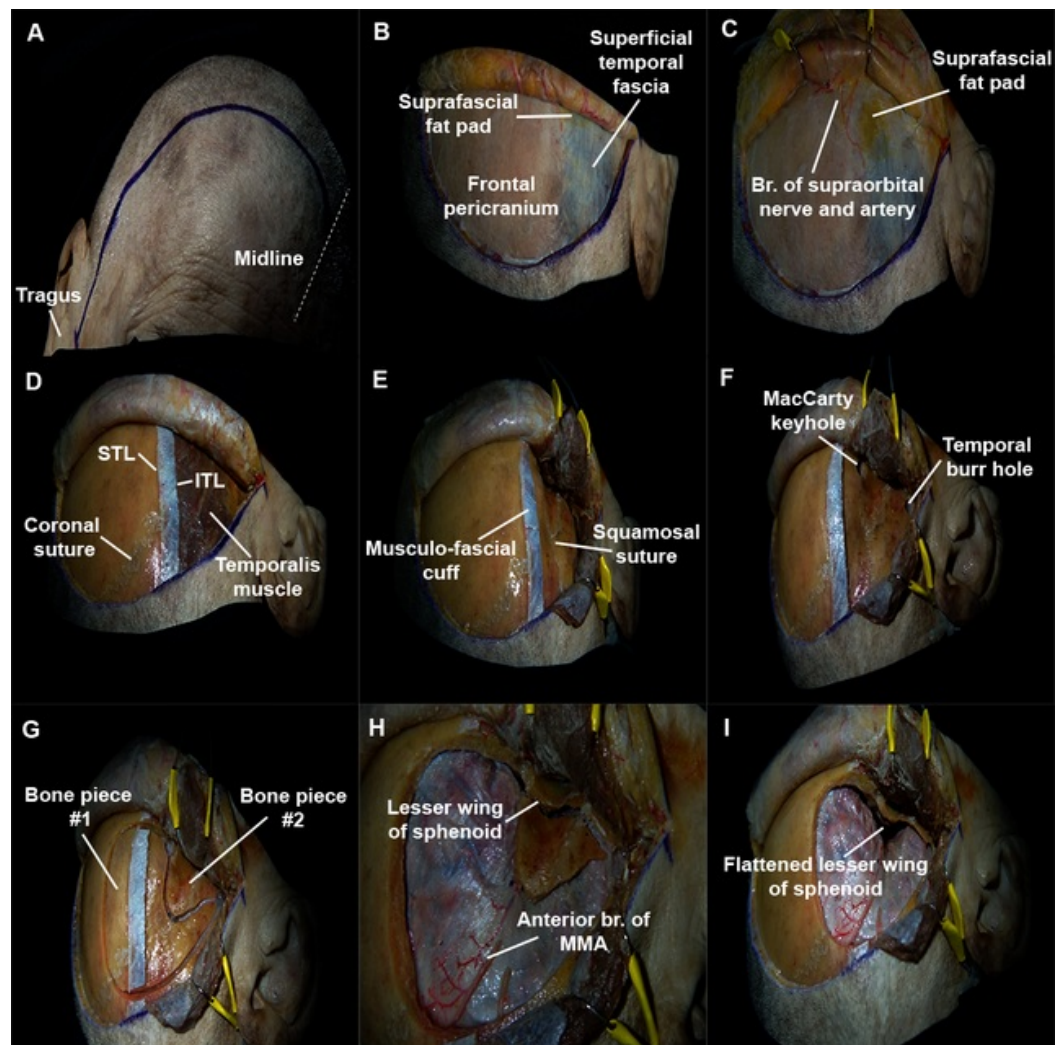 A
Midline
Tragus
B
Superficial
temporal
fascia
Suprafascial
fat pad
Frontal
pericranium
C
Suprafascial
fat pad
Br. of supraorbital
nerve and artery
D
STL
ITL
Coronal
suture
Temporalis
muscle
E
Musculo-fascial
cuff
Squamosal
suture
F
MacCarty
keyhole
Temporal
burr hole
G
Bone piece
#1
Bone piece
#2
H
Lesser wing
of sphenoid
Anterior br. of
MMA
I
Flattened lesser wing
of sphenoid